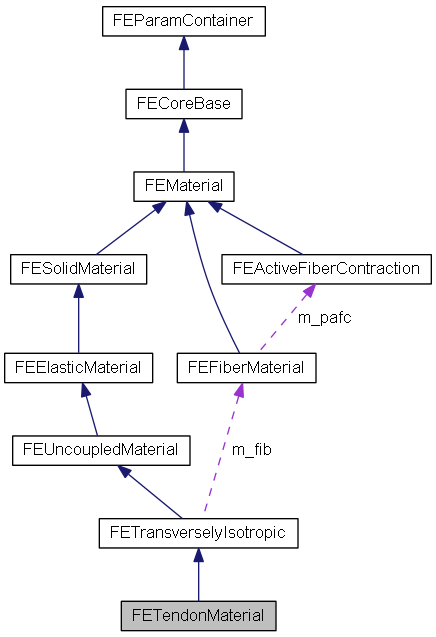 FEParamContainer
FECoreBase
FEMaterial
FESolidMaterial
FEActiveFiberContraction
m_pafc
FEElasticMaterial
FEFiberMaterial
FEUncoupledMaterial
m_fib
FETransverselyIsotropic
FETendonMaterial